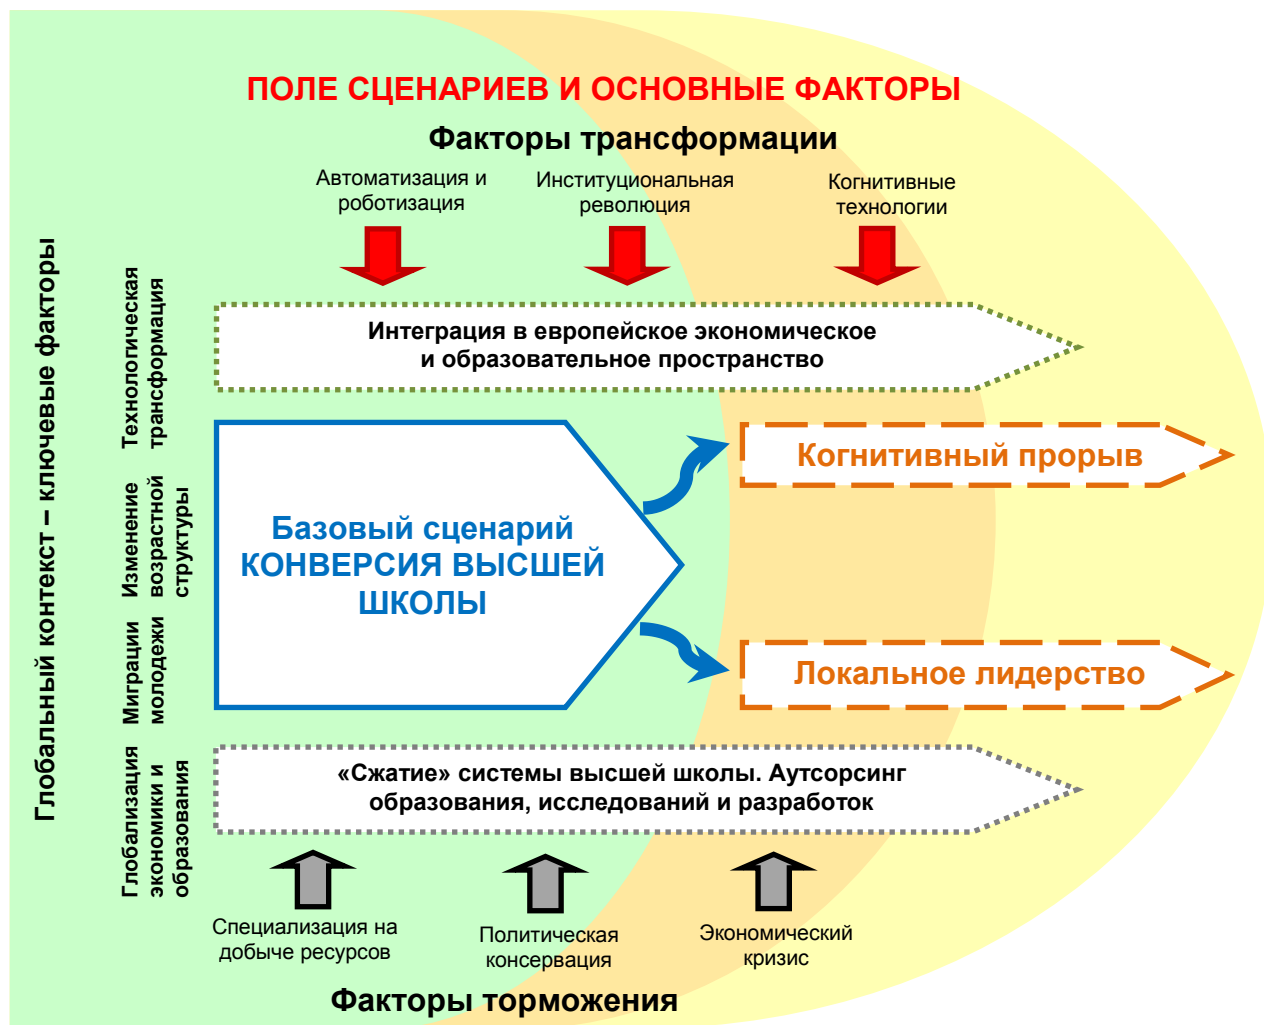 ПОЛЕ СЦЕНАРИЕВ И ОСНОВНЫЕ ФАКТОРЫ
Факторы трансформации
Автоматизация и
роботизация
Институциональная
революция
Когнитивные
технологии
Глобальный контекст – ключевые факторы
Технологическая
трансформация
Изменение
возрастной
структуры
Миграции
молодежи
Глобализация
экономики и
образования
Интеграция в европейское экономическое
и образовательное пространство
Базовый сценарий
КОНВЕРСИЯ ВЫСШЕЙ
ШКОЛЫ
Когнитивный прорыв
Локальное лидерство
«Сжатие» системы высшей школы. Аутсорсинг
образования, исследований и разработок
Специализация на
добыче ресурсов
Политическая
консервация
Экономический
кризис
Факторы торможения